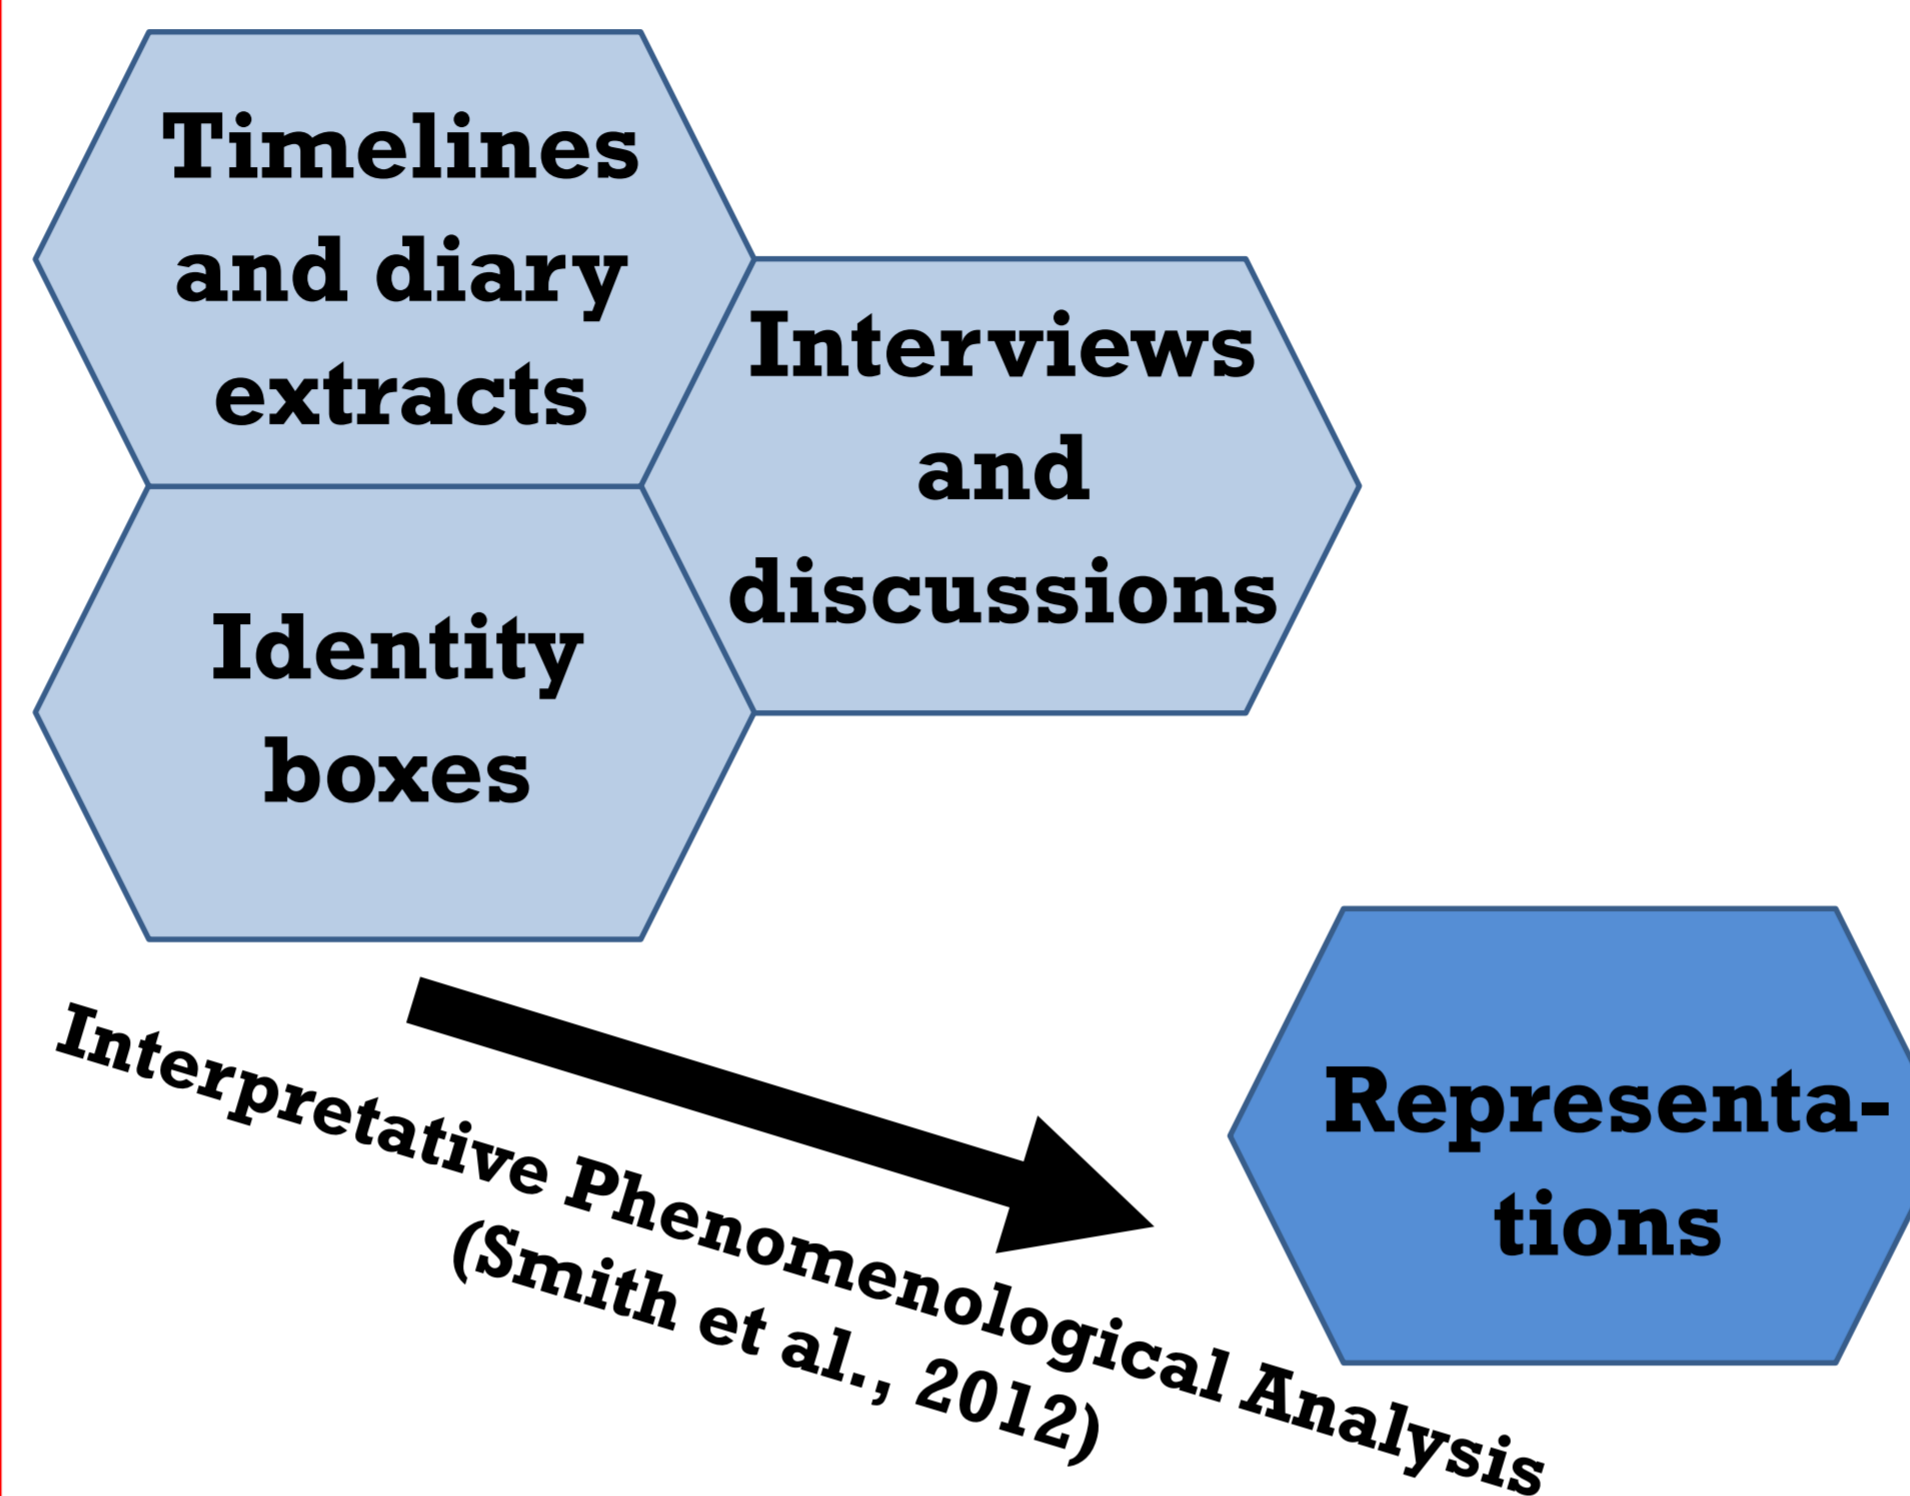 Timelines
and diary
extracts
Interviews
and
discussions
Identity
boxes
Interpretative Phenomenological Analysis
(Smith et al., 2012)
Representa-
tions